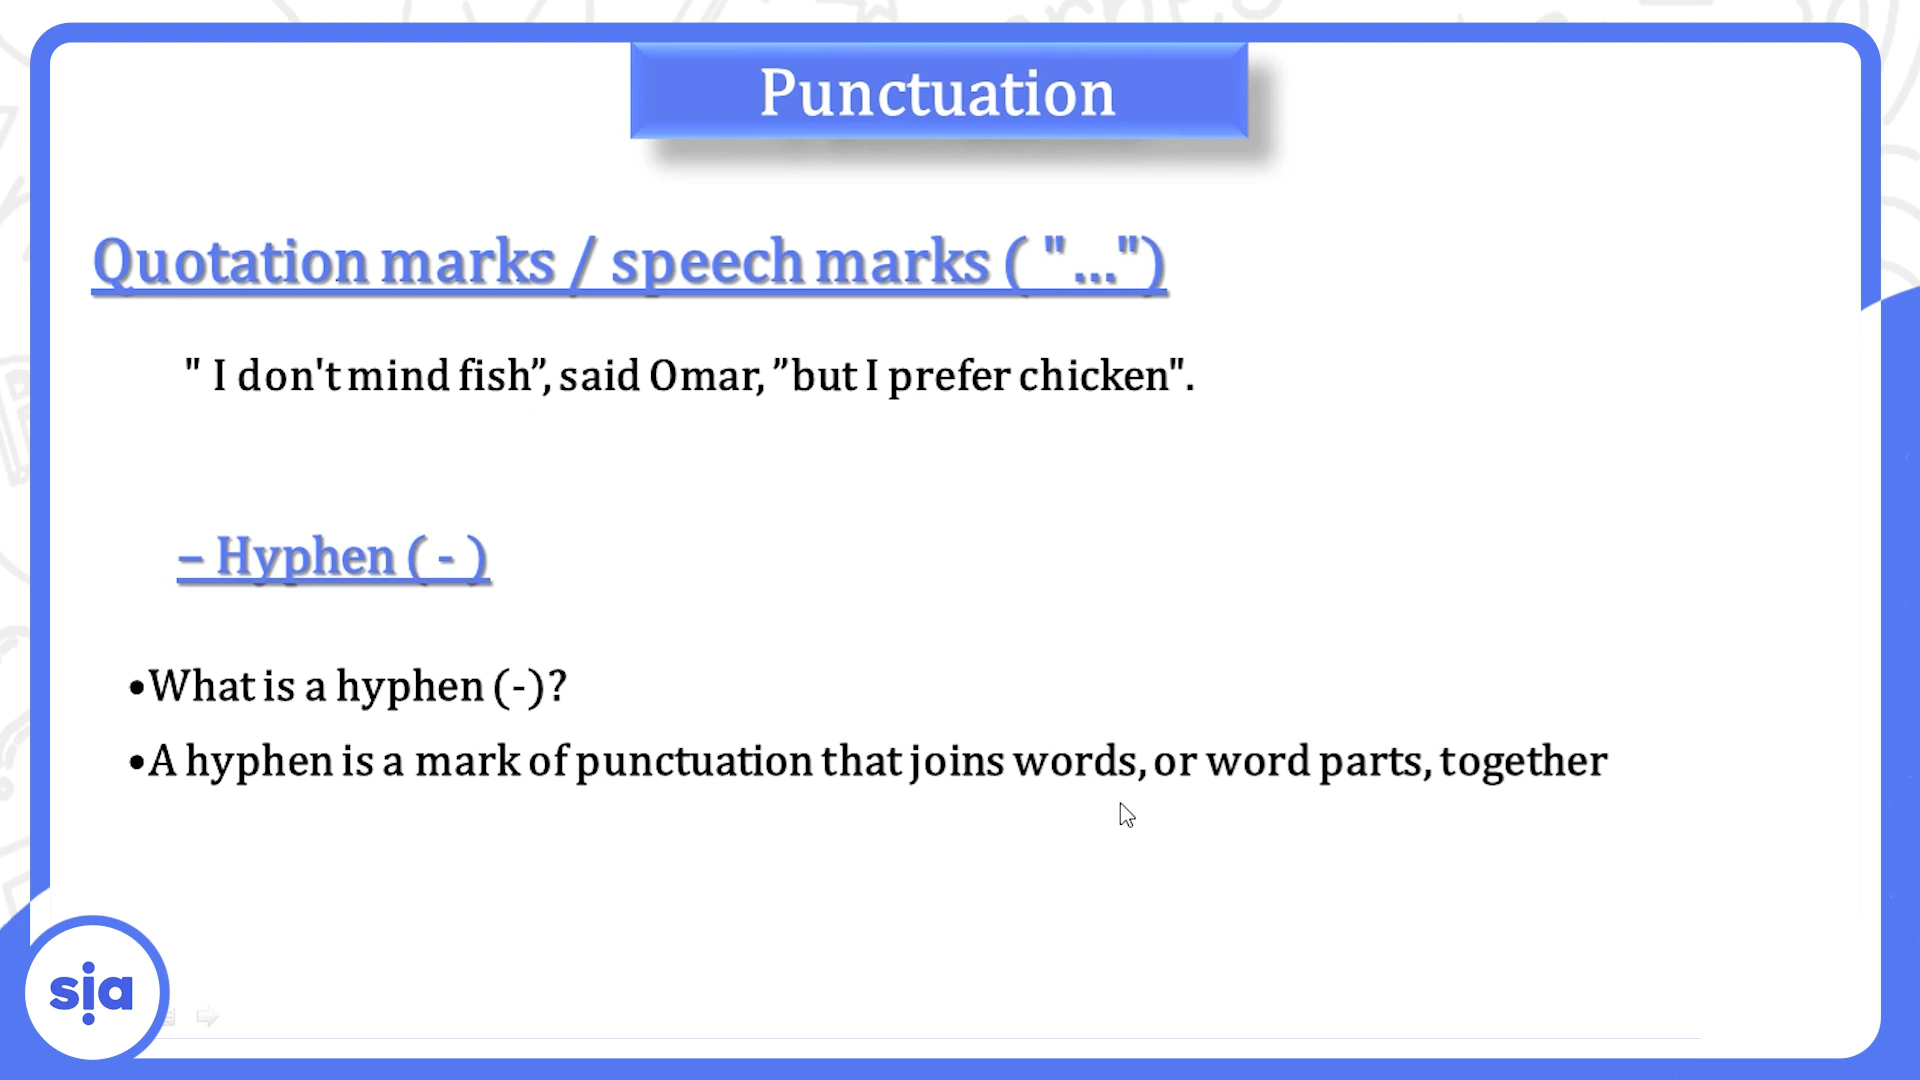 Punctuation
Quotation marks / speech marks ( "...")
" I don't mind fish”, said Omar, ”but I prefer chicken".
– Hyphen ( - )
•What is a hyphen (-)?
•A hyphen is a mark of punctuation that joins words, or word parts, together
sia